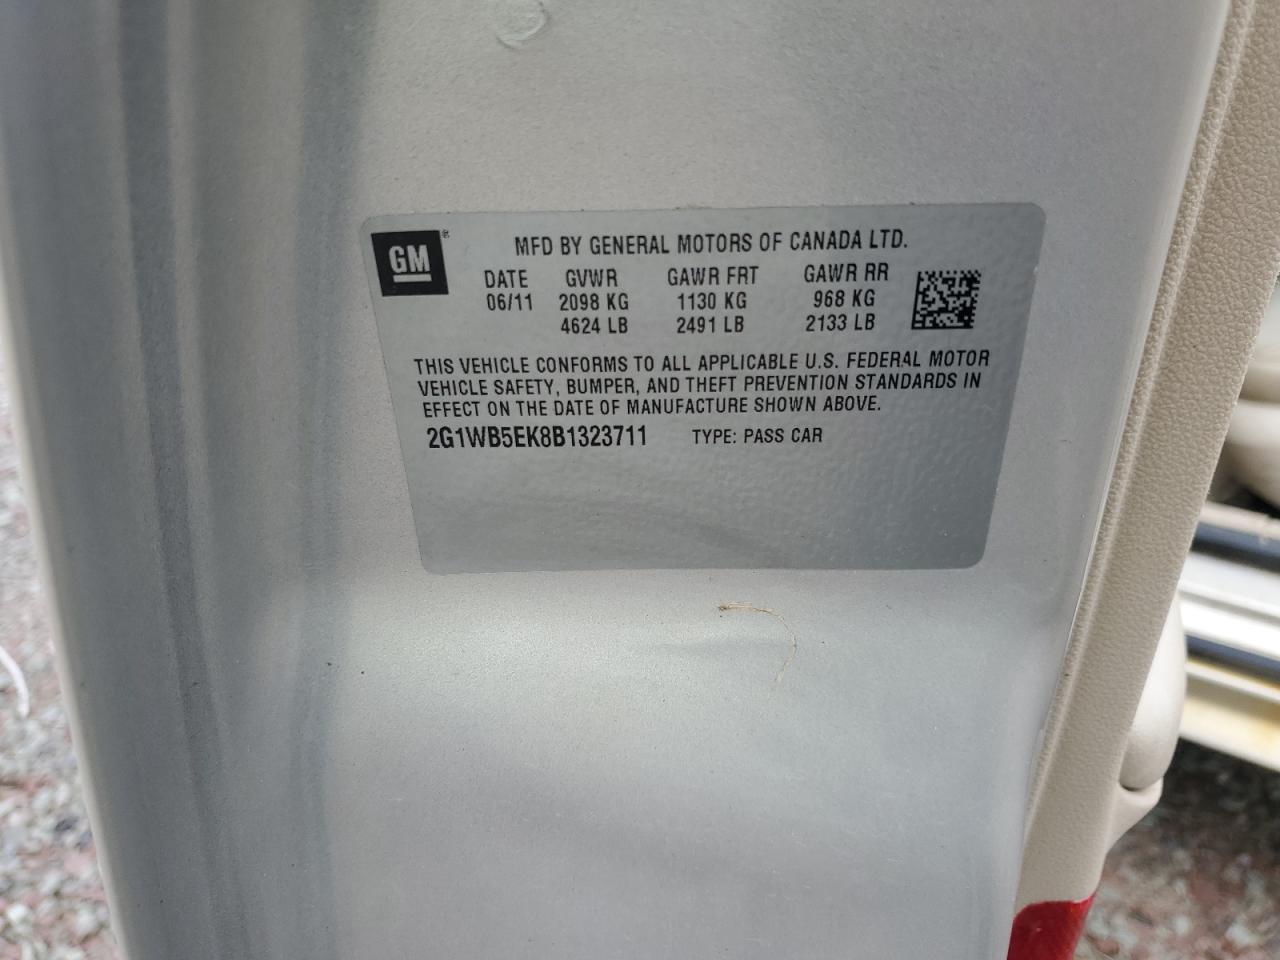 GM
MFD BY GENERAL MOTORS OF CANADA LTD.
DATE GVWR GAWR FRT GAWR RR
06/11 2098 KG 1130 KG 968 KG
4624 LB 2491 LB 2133 LB
THIS VEHICLE CONFORMS TO ALL APPLICABLE U.S. FEDERAL MOTOR
VEHICLE SAFETY, BUMPER, AND THEFT PREVENTION STANDARDS IN
EFFECT ON THE DATE OF MANUFACTURE SHOWN ABOVE.
2G1WB5EK8B1323711 TYPE: PASS CAR